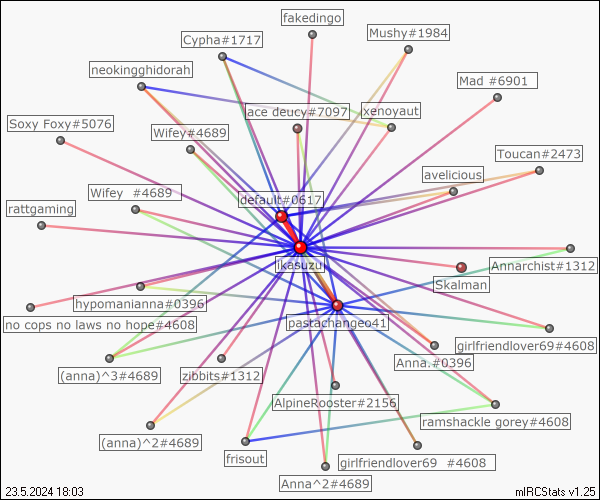 fakedingo
Mushy#1984
Cypha#1717
neokingghidorah
Mad #6901
ace deucy#7097
xenoyaut
Soxy Foxy#5076
Wifey#4689
Toucan#2473
avelicious
Wifey #4689
default#0617
rattgaming
ikasuzu
Annarchist#1312
Skalman
hypomanianna#0396
no cops no laws no hope#4608
pastachangeo41
girlfriendlover69#4608
Anna.#0396
(anna)^3#4689
zibbits#1312
AlpineRooster#2156
ramshackle gorey#4608
(anna)^2#4689
frisout
girlfriendlover69 #4608
Anna^2#4689
23.5.2024 18:03
mIRCStats v1.25